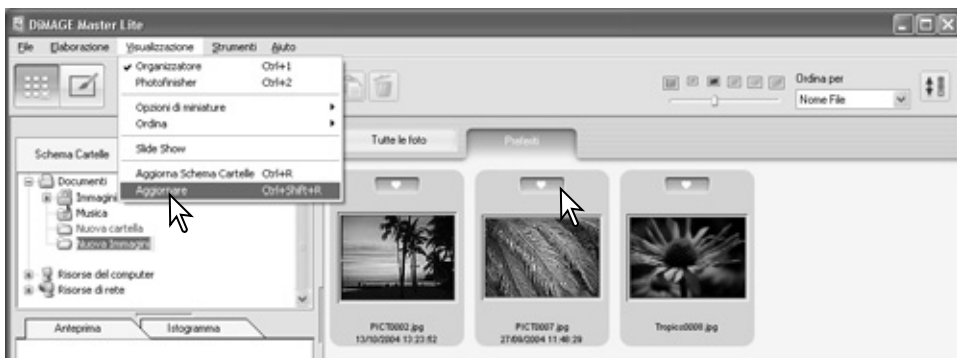 DiMAGE Master Lite
File Elaborazione Visualizzazione Strumenti Aiuto
Organizzatore Ctrl+1
Photofinisher Ctrl+2
Opzioni di miniature
Ordina
Slide Show
Aggiorna Schema Cartelle Ctrl+R
Aggiornare Ctrl+Shift+R
Ordina per
Nome File
Schema Cartelle
Documenti
Immagini
Musica
Nuova cartella
Nuova Immagini
Risorse del computer
Risorse di rete
Anteprima Istogramma
Tutte le foto Preferiti
PICT0002.jpg
13/10/2004 13:23:52
PICT0007.jpg
27/09/2004 11:48:29
Tropico0008.jpg